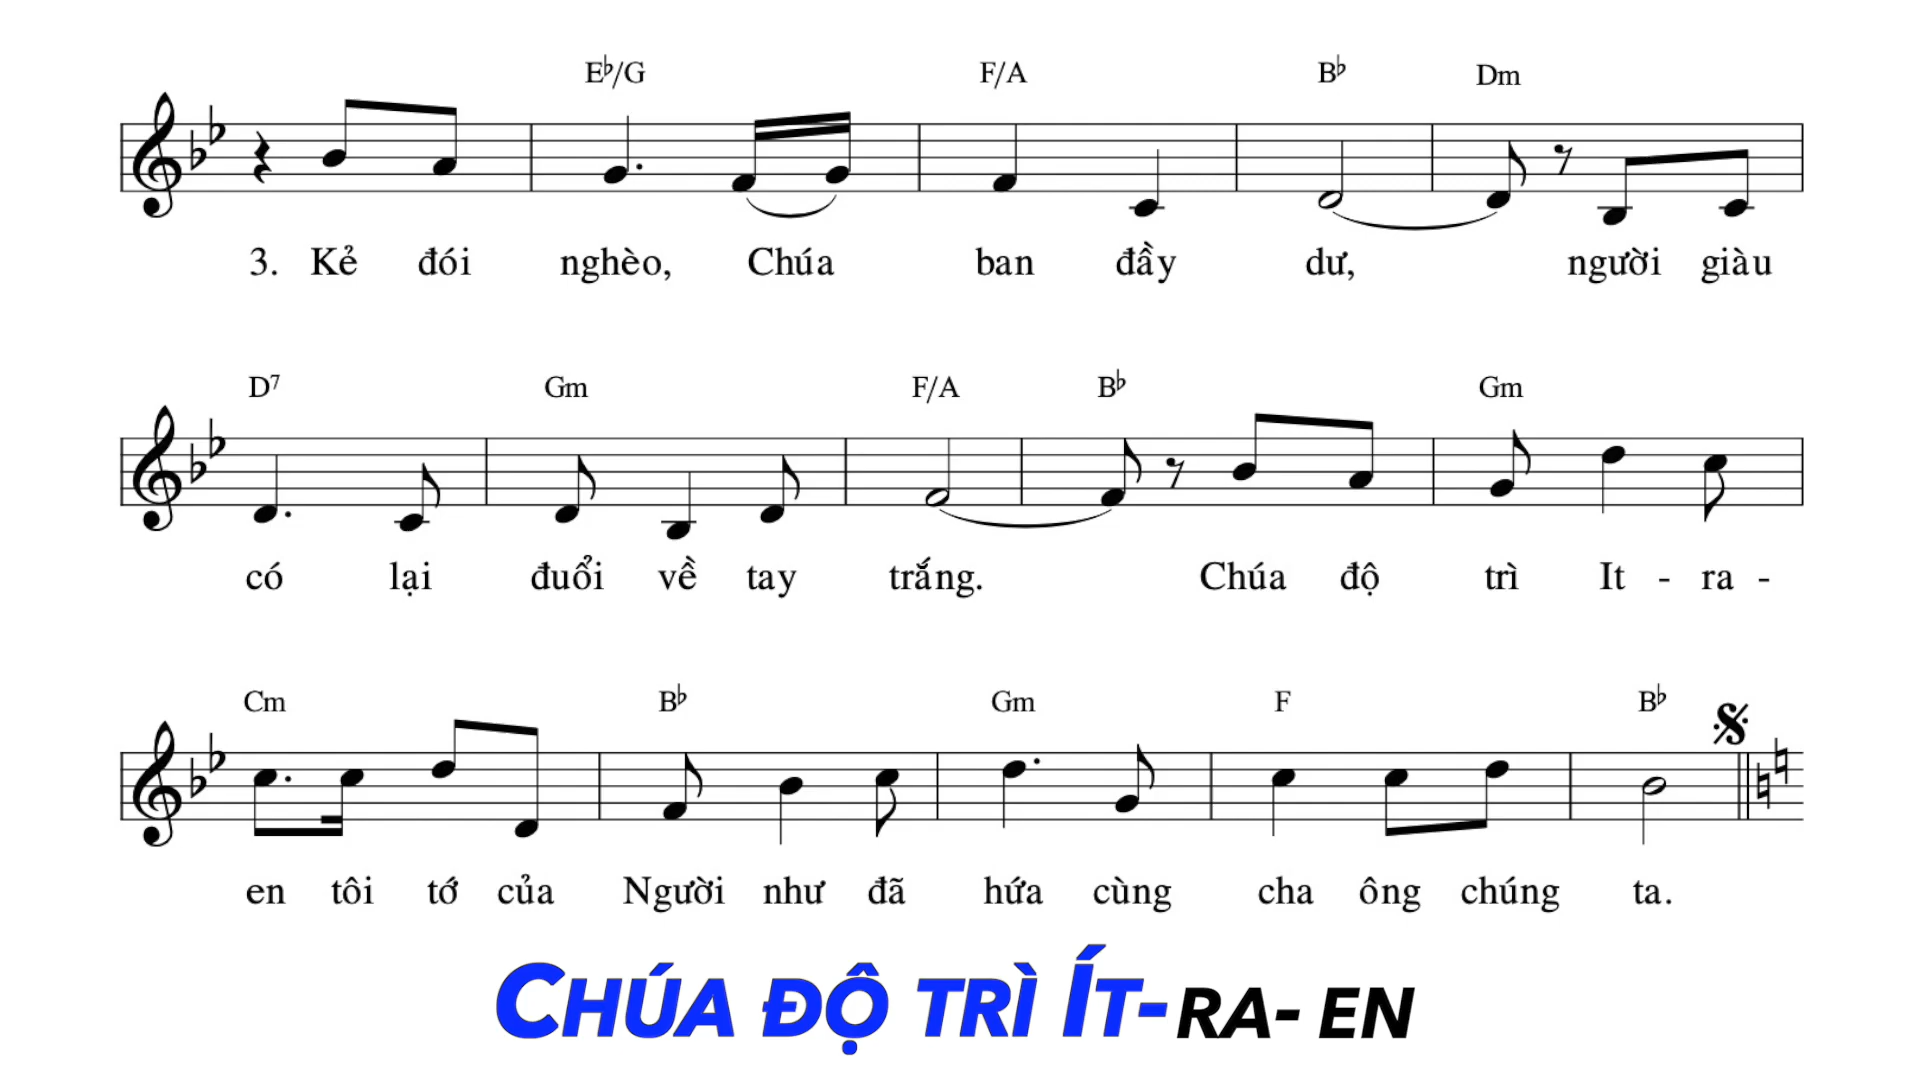 E♭/G F/A B♭ Dm
3. Kẻ đói nghèo, Chúa ban đầy dư, người giàu
D7 Gm F/A B♭ Gm
có lại đuổi về tay trắng. Chúa độ trì It - ra -
Cm B♭ Gm F B♭
en tôi tớ của Người như đã hứa cùng cha ông chúng ta.
CHÚA ĐỘ TRÌ ÍT- RA- EN